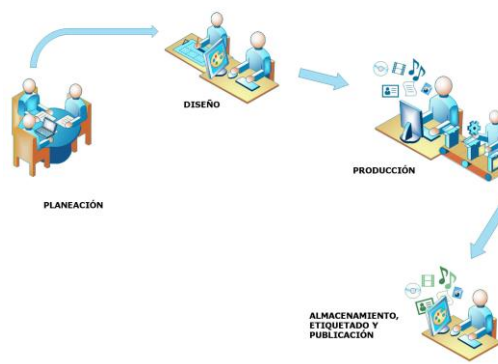 DISEÑO
PRODUCCIÓN
PLANEACIÓN
ALMACENAMIENTO,
ETIQUETADO Y
PUBLICACIÓN